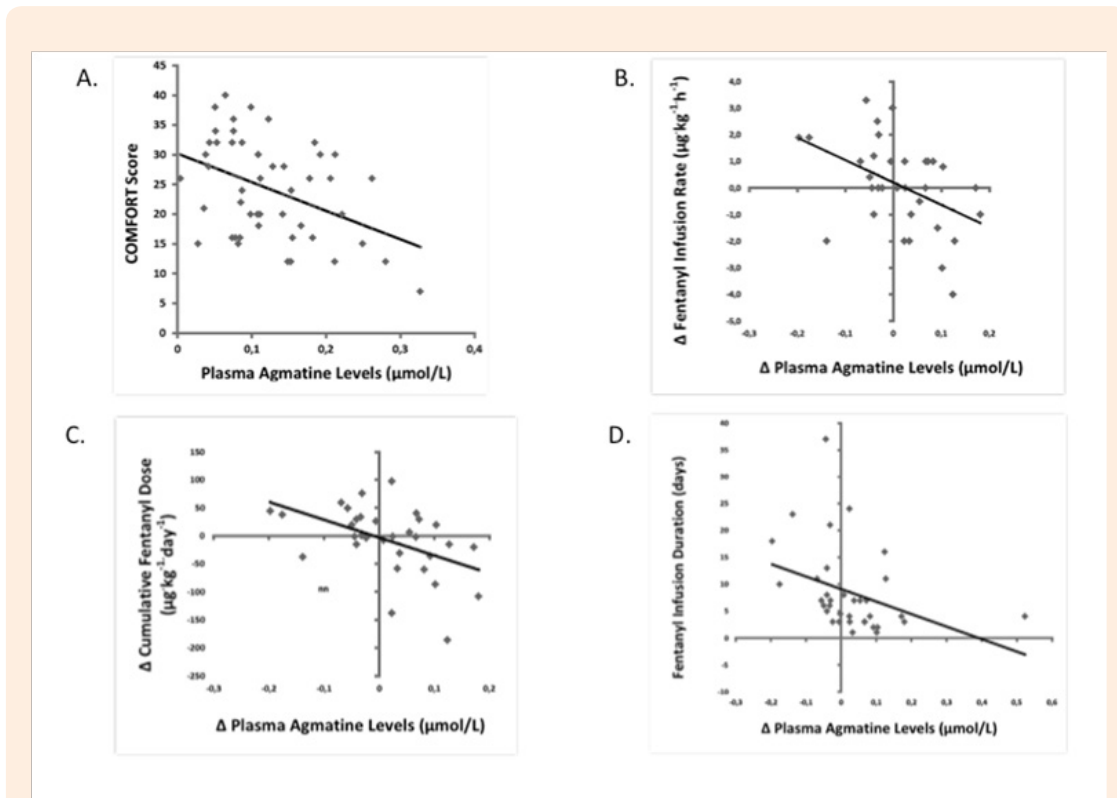 A.
45
40
35
30
25
20
15
10
5
0
COMFORT Score
0 0,1 0,2 0,3 0,4
Plasma Agmatine Levels (µmol/L)
B.
4,0
3,0
2,0
1,0
0,0
-1,0
-2,0
-3,0
-4,0
-5,0
Δ Fentanyl Infusion Rate (µg·kg⁻¹·h⁻¹)
-0,3 -0,2 -0,1 0 0,1 0,2
Δ Plasma Agmatine Levels (µmol/L)
C.
150
100
50
0
-50
-100
-150
-200
-250
Δ Cumulative Fentanyl Dose
(µg·kg⁻¹·day⁻¹)
nn
-0,3 -0,2 -0,1 0 0,1 0,2
Δ Plasma Agmatine Levels (µmol/L)
D.
40
35
30
25
20
15
10
5
0
-5
-10
Fentanyl Infusion Duration (days)
-0,3 -0,2 -0,1 0 0,1 0,2 0,3 0,4 0,5 0,6
Δ Plasma Agmatine Levels (µmol/L)